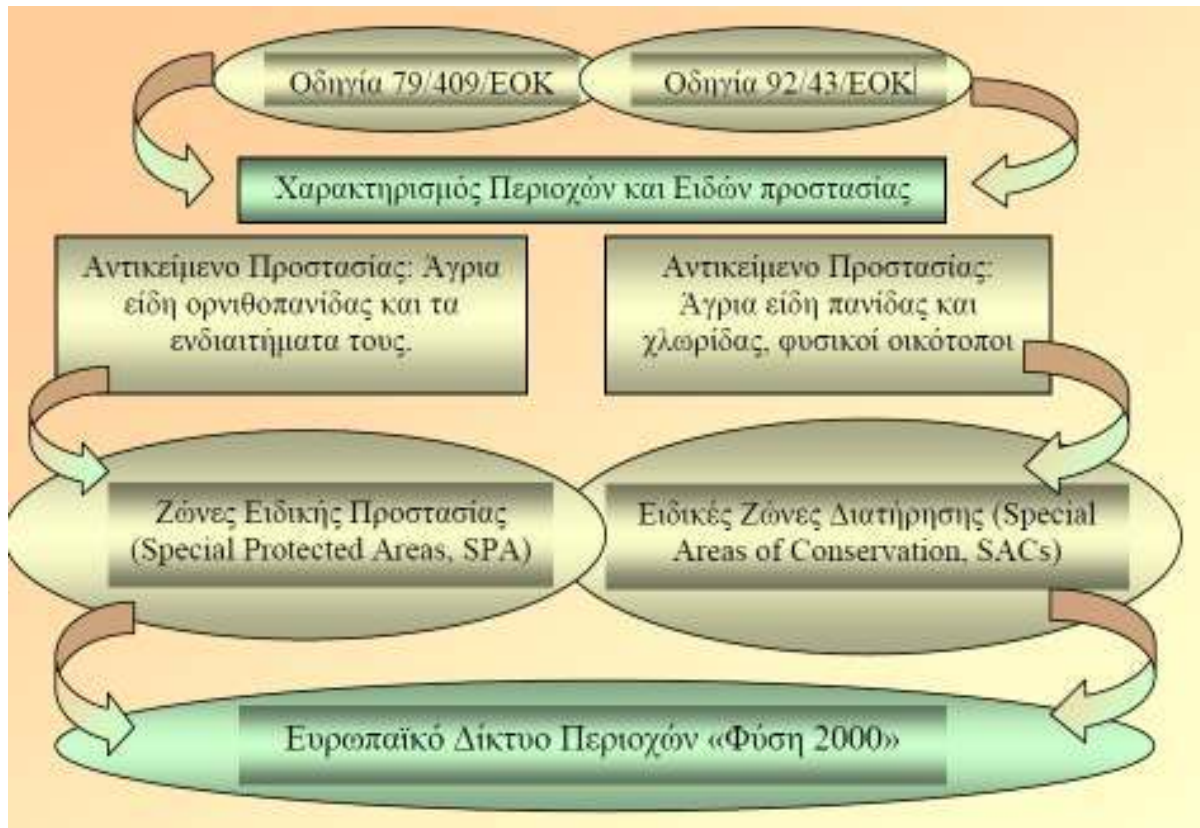 Οδηγία 79/409/ΕΟΚ
Οδηγία 92/43/ΕΟΚ
Χαρακτηρισμός Περιοχών και Ειδών προστασίας
Αντικείμενο Προστασίας: Άγρια
είδη ορνιθοπανίδας και τα
ενδιαιτήματα τους.
Αντικείμενο Προστασίας:
Άγρια είδη πανίδας και
χλωρίδας, φυσικοί οικότοποι
Ζώνες Ειδικής Προστασίας
(Special Protected Areas, SPA)
Ειδικές Ζώνες Διατήρησης (Special
Areas of Conservation, SACs)
Ευρωπαϊκό Δίκτυο Περιοχών «Φύση 2000»